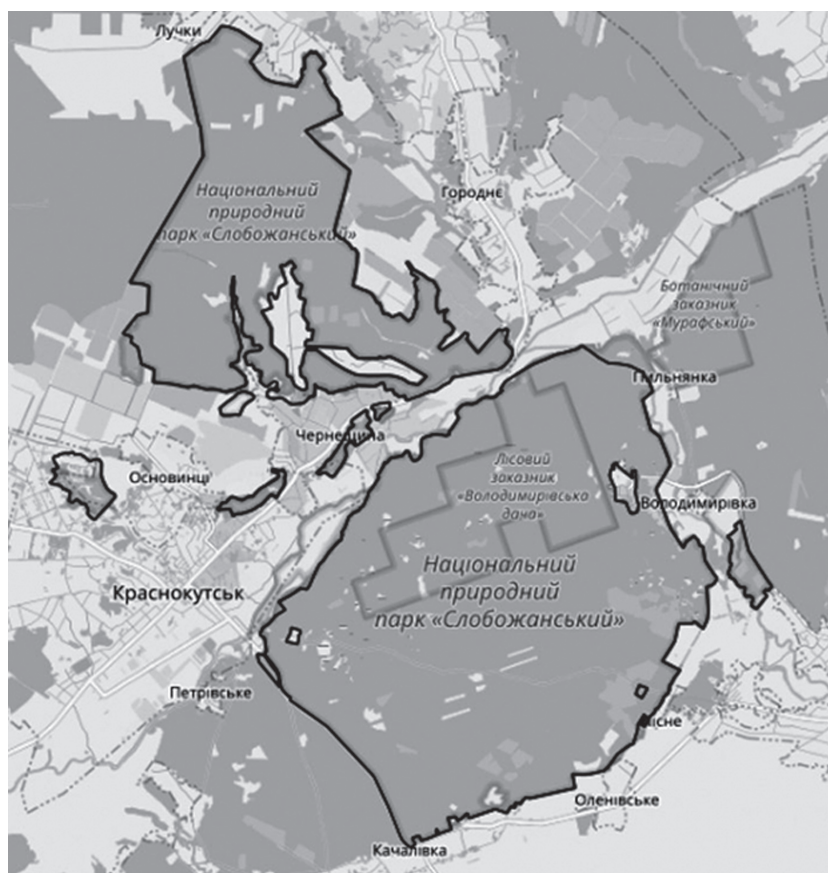 Лучки
Національний
природний
парк «Слобожанський»
Городнє
Ботанічний
заказник
«Мурафський»
Пільнянка
Чернещина
Основинці
Лісовий
заказник
«Володимирівська
дача»
Володимирівка
Національний
природний
парк «Слобожанський»
Краснокутськ
Петрівське
Лісне
Оленівське
Качалівка